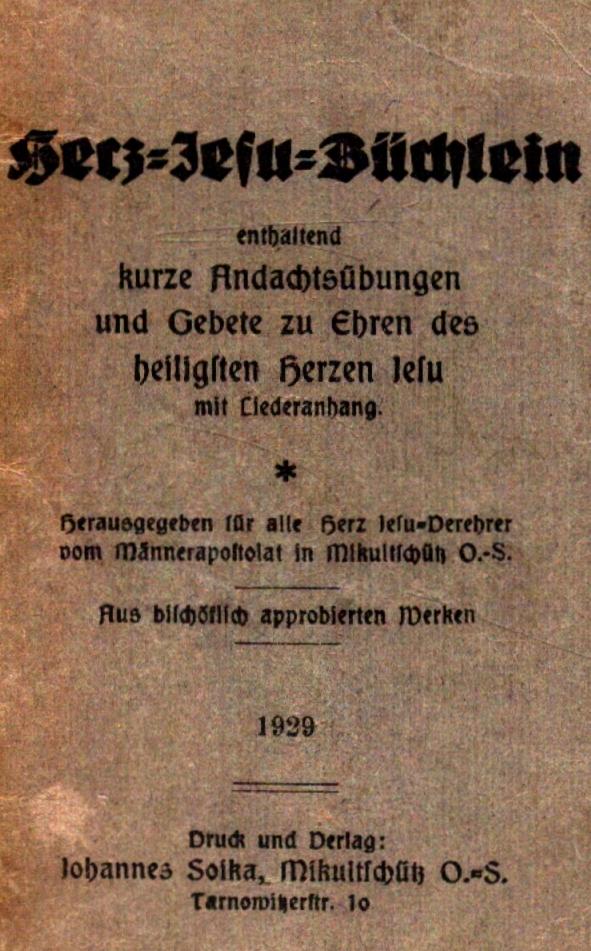 Herz-Jesu-Büchlein
enthaltend
kurze Andachtsübungen
und Gebete zu Ehren des
heiligsten Herzen Jesu
mit Liederanhang.
*
Herausgegeben für alle Herz Jesu-Verehrer
vom Männerapostolat in Mikultschütz O.-S.
Aus bischöflich approbierten Werken
1929
Druck und Verlag:
Johannes Solka, Mikultschütz O.-S.
Tarnowitzerstr. 10